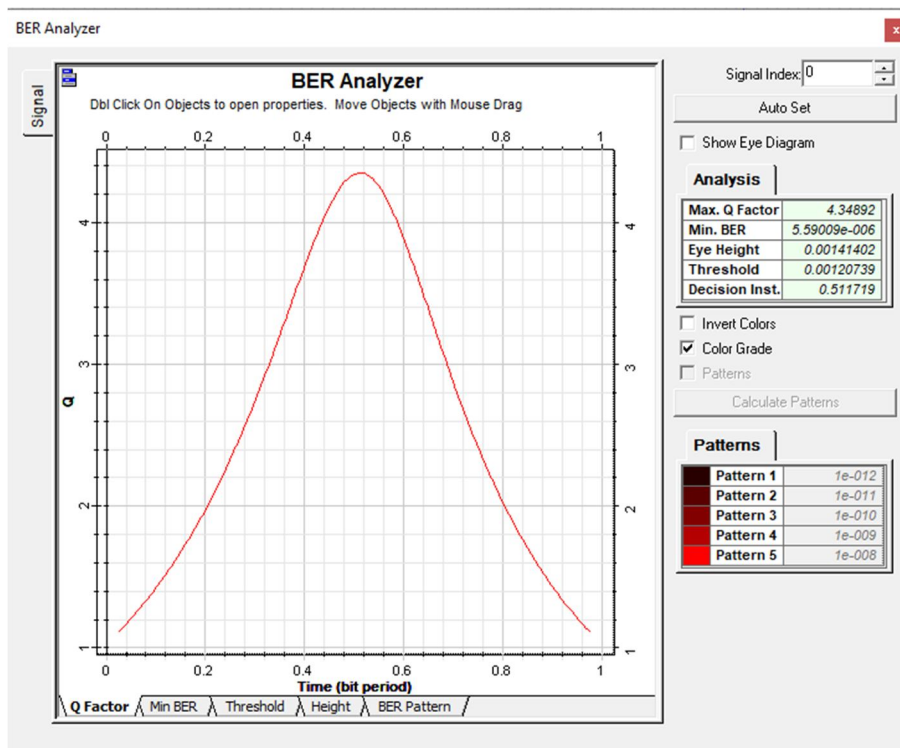 BER Analyzer
x
Signal
BER Analyzer
Dbl Click On Objects to open properties. Move Objects with Mouse Drag
0 0.2 0.4 0.6 0.8 1
4 4
3 3
Q
2 2
1 1
0 0.2 0.4 0.6 0.8 1
Time (bit period)
Q Factor Min BER Threshold Height BER Pattern
Signal Index: 0
Auto Set
Show Eye Diagram
Analysis
Max. Q Factor 4.34892
Min. BER 5.59009e-006
Eye Height 0.00141402
Threshold 0.00120739
Decision Inst. 0.511719
Invert Colors
Color Grade
Patterns
Calculate Patterns
Patterns
Pattern 1 1e-012
Pattern 2 1e-011
Pattern 3 1e-010
Pattern 4 1e-009
Pattern 5 1e-008